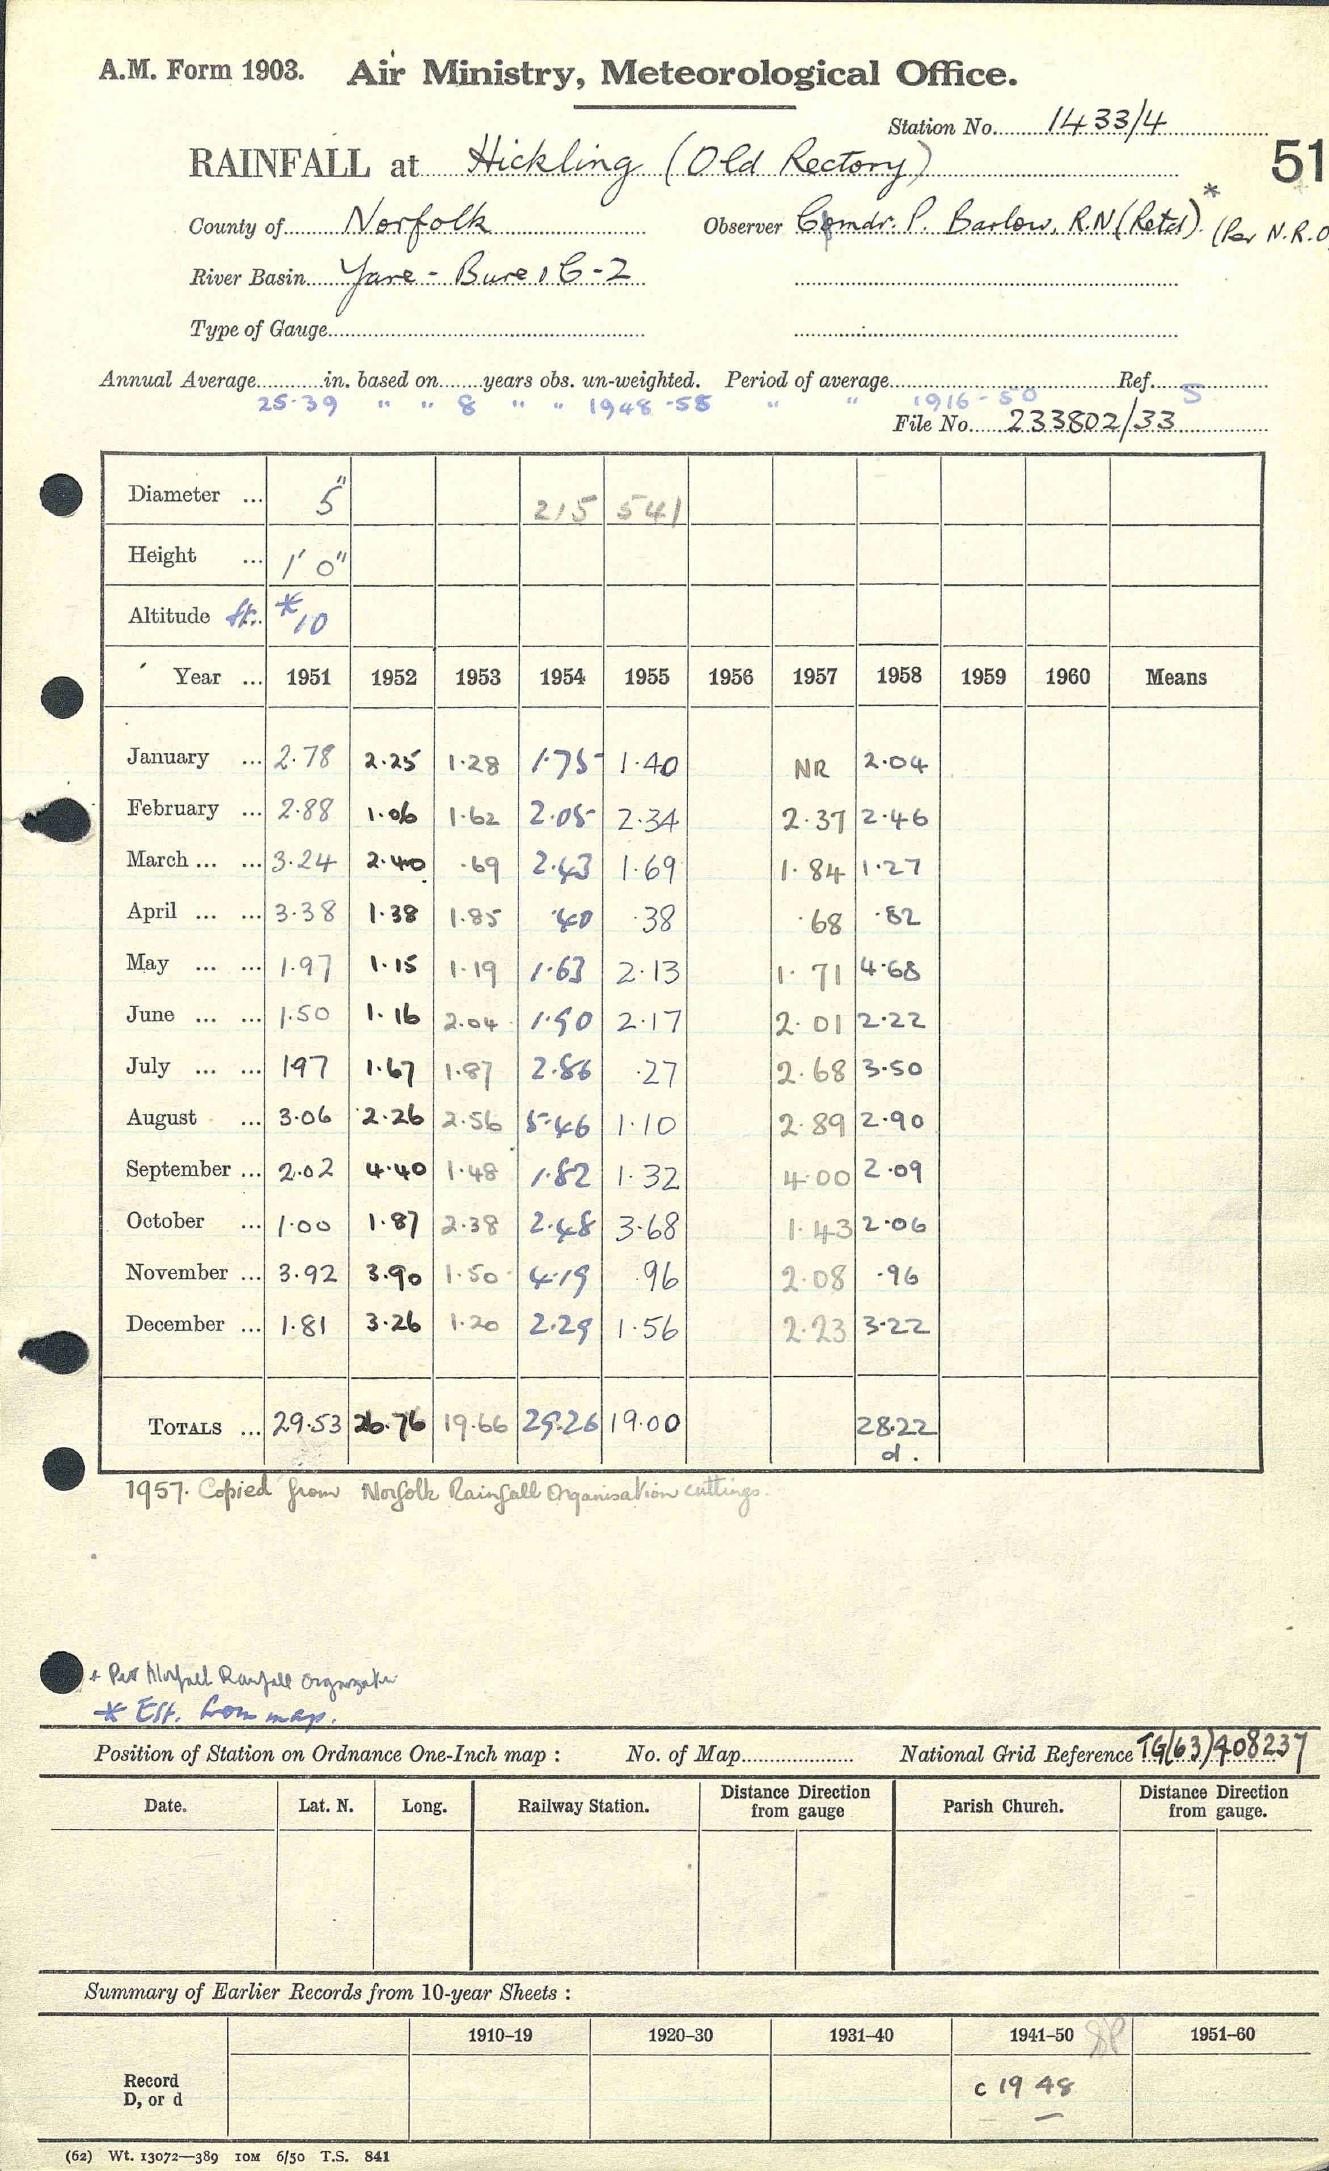 A.M. Form 1903. Air Ministry, Meteorological Office.
Station No. 1433/4
RAINFALL at Hickling (Old Rectory)
51
County of Norfolk Observer Comdr. P. Barlow, R.N (Retd). * (Per N.R.O
River Basin Yare - Bure, C-2
Type of Gauge
Annual Average in. based on years obs. un-weighted. Period of average Ref. S
25.39 " " 8 " " 1948-55 " " 1916-50
File No. 233802/33
Diameter ... 5" 215 541
Height ... 1' 0"
Altitude ft. * 10
Year ... 1951 1952 1953 1954 1955 1956 1957 1958 1959 1960 Means
January ... 2.78 2.25 1.28 1.75 1.40 NR 2.04
February ... 2.88 1.06 1.62 2.05 2.34 2.37 2.46
March ... ... 3.24 2.40 .69 2.43 1.69 1.84 1.27
April ... ... 3.38 1.38 1.85 .40 .38 .68 .82
May ... ... 1.97 1.15 1.19 1.63 2.13 1.71 4.68
June ... ... 1.50 1.16 2.04 1.90 2.17 2.01 2.22
July ... ... 197 1.67 1.87 2.86 .27 2.68 3.50
August ... 3.06 2.26 2.56 5.46 1.10 2.89 2.90
September ... 2.02 4.40 1.48 1.82 1.32 4.00 2.09
October ... 1.00 1.87 2.38 2.48 3.68 1.43 2.06
November ... 3.92 3.90 1.50 4.19 .96 2.08 .96
December ... 1.81 3.26 1.20 2.29 1.56 2.23 3.22
TOTALS ... 29.53 26.76 19.66 29.26 19.00 28.22
d.
1957. Copied from Norfolk Rainfall Organisation cuttings.
+ Per Norfolk Rainfall Organization
* Est. from map.
Position of Station on Ordnance One-Inch map : No. of Map National Grid Reference TG(63)408237
Date. Lat. N. Long. Railway Station. Distance Direction from gauge Parish Church. Distance Direction from gauge.
Summary of Earlier Records from 10-year Sheets :
1910–19 1920–30 1931–40 1941–50 1951–60
Record
D, or d
c 1948
(62) Wt. 13072—389 IOM 6/50 T.S. 841